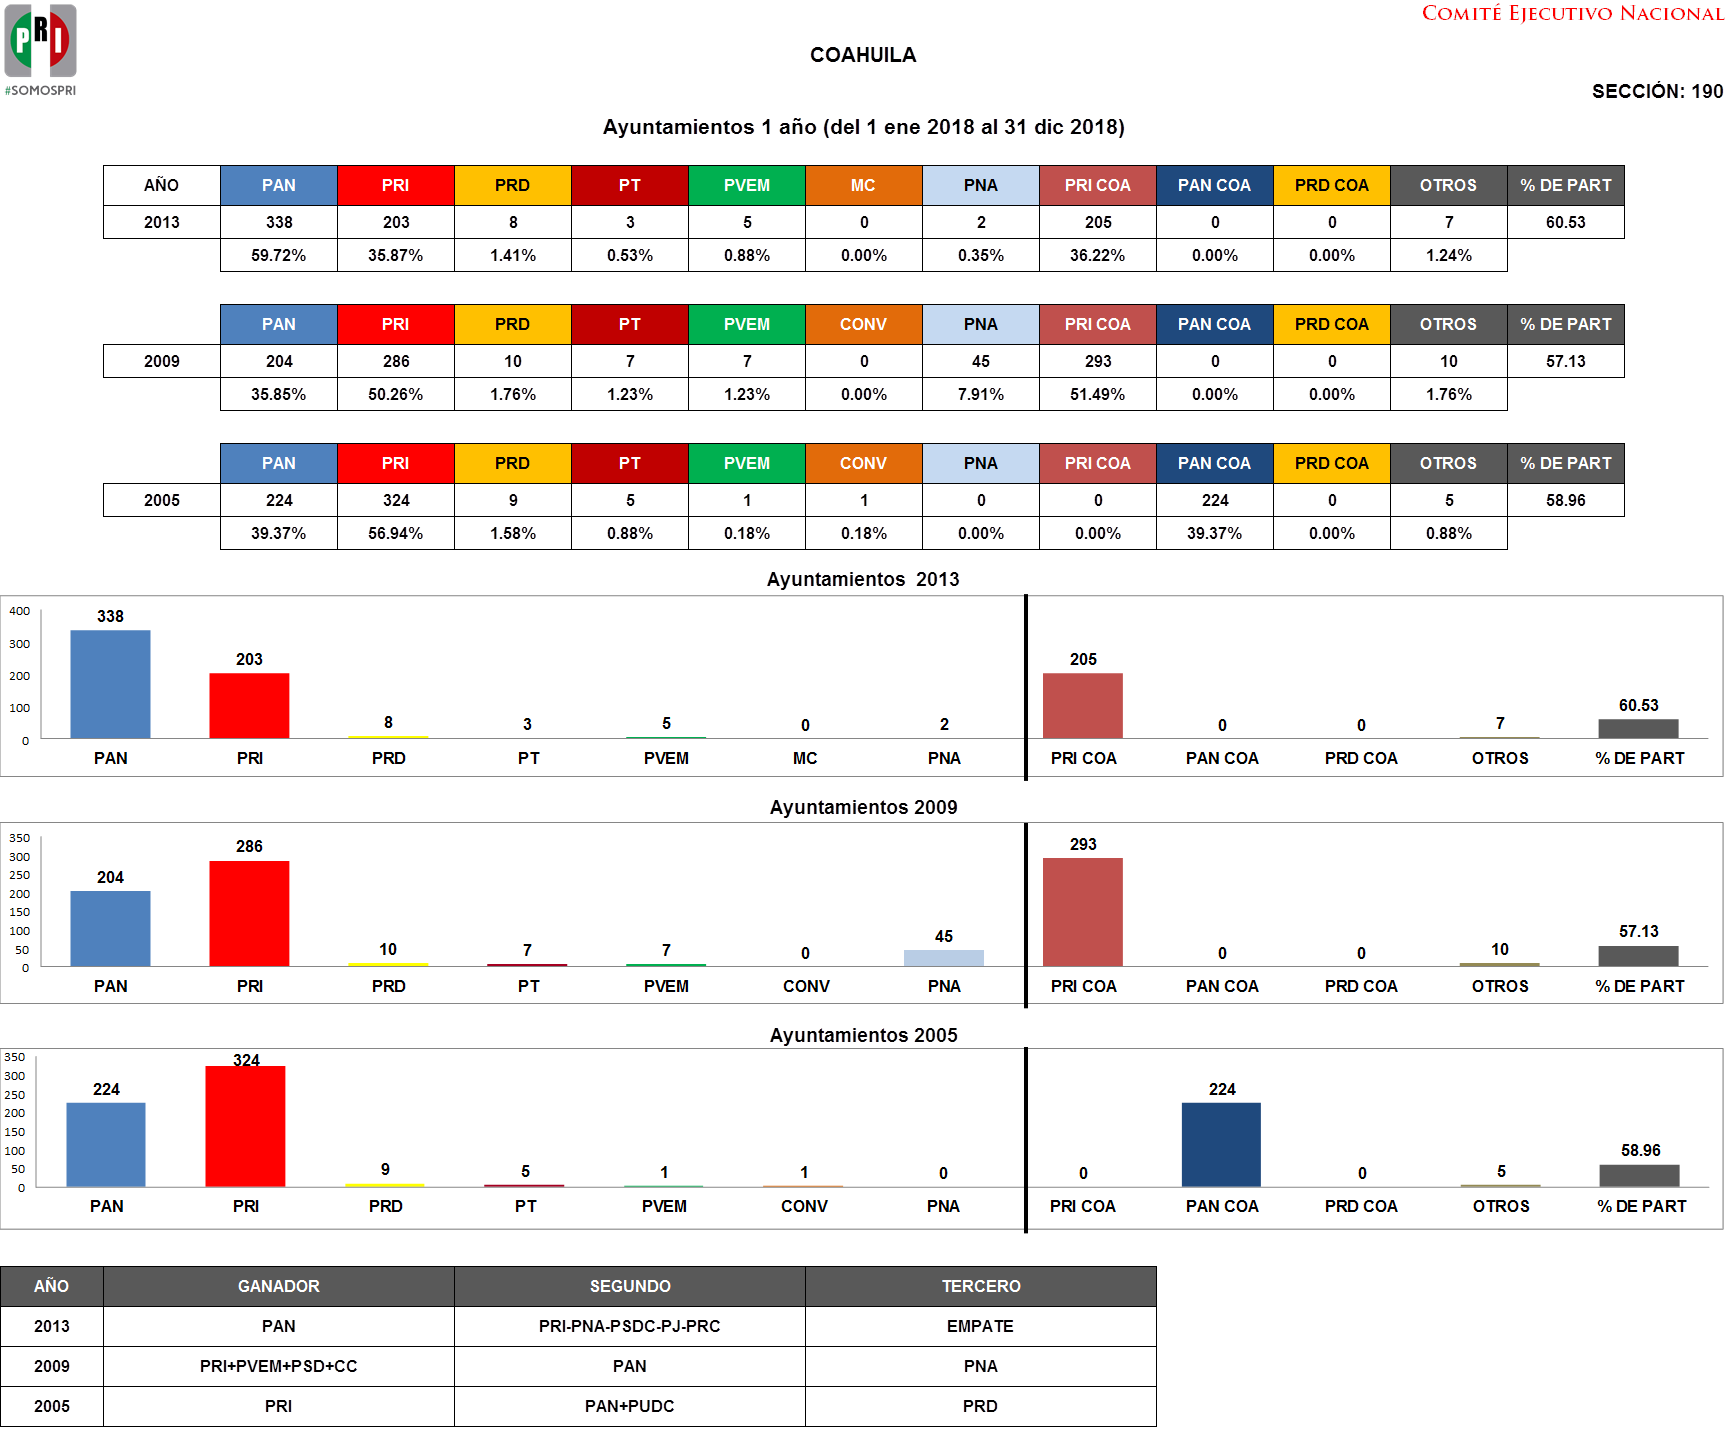 PRI
#SOMOSPRI
COMITÉ EJECUTIVO NACIONAL
COAHUILA
SECCIÓN: 190
Ayuntamientos 1 año (del 1 ene 2018 al 31 dic 2018)
AÑO PAN PRI PRD PT PVEM MC PNA PRI COA PAN COA PRD COA OTROS % DE PART
2013 338 203 8 3 5 0 2 205 0 0 7 60.53
59.72% 35.87% 1.41% 0.53% 0.88% 0.00% 0.35% 36.22% 0.00% 0.00% 1.24%
PAN PRI PRD PT PVEM CONV PNA PRI COA PAN COA PRD COA OTROS % DE PART
2009 204 286 10 7 7 0 45 293 0 0 10 57.13
35.85% 50.26% 1.76% 1.23% 1.23% 0.00% 7.91% 51.49% 0.00% 0.00% 1.76%
PAN PRI PRD PT PVEM CONV PNA PRI COA PAN COA PRD COA OTROS % DE PART
2005 224 324 9 5 1 1 0 0 224 0 5 58.96
39.37% 56.94% 1.58% 0.88% 0.18% 0.18% 0.00% 0.00% 39.37% 0.00% 0.88%
Ayuntamientos 2013
400
300
200
100
0
338 203 8 3 5 0 2 205 0 0 7 60.53
PAN PRI PRD PT PVEM MC PNA PRI COA PAN COA PRD COA OTROS % DE PART
Ayuntamientos 2009
350
300
250
200
150
100
50
0
204 286 10 7 7 0 45 293 0 0 10 57.13
PAN PRI PRD PT PVEM CONV PNA PRI COA PAN COA PRD COA OTROS % DE PART
Ayuntamientos 2005
350
300
250
200
150
100
50
0
224 324 9 5 1 1 0 0 224 0 5 58.96
PAN PRI PRD PT PVEM CONV PNA PRI COA PAN COA PRD COA OTROS % DE PART
AÑO GANADOR SEGUNDO TERCERO
2013 PAN PRI-PNA-PSDC-PJ-PRC EMPATE
2009 PRI+PVEM+PSD+CC PAN PNA
2005 PRI PAN+PUDC PRD